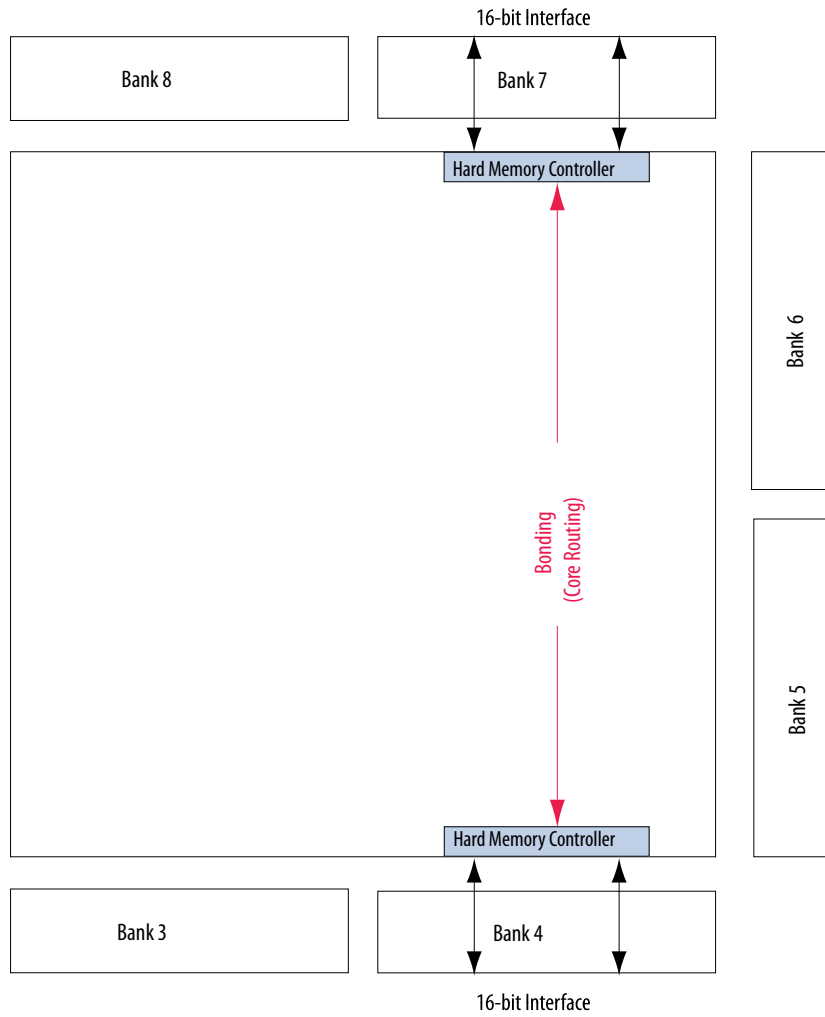 16-bit Interface
Bank 8
Bank 7
Hard Memory Controller
Bank 6
Bonding
(Core Routing)
Bank 5
Hard Memory Controller
Bank 3
Bank 4
16-bit Interface